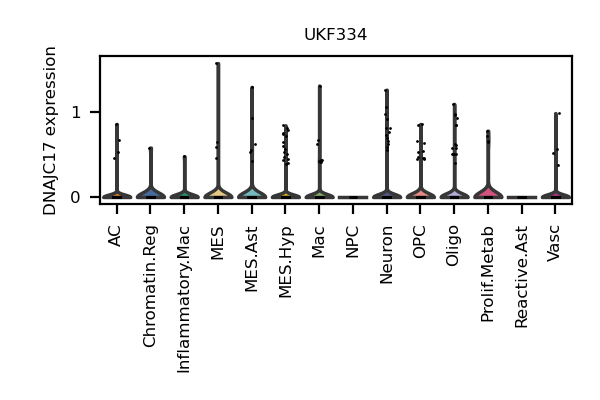 UKF334
DNAJC17 expression
1
0
AC
Chromatin.Reg
Inflammatory.Mac
MES
MES.Ast
MES.Hyp
Mac
NPC
Neuron
OPC
Oligo
Prolif.Metab
Reactive.Ast
Vasc